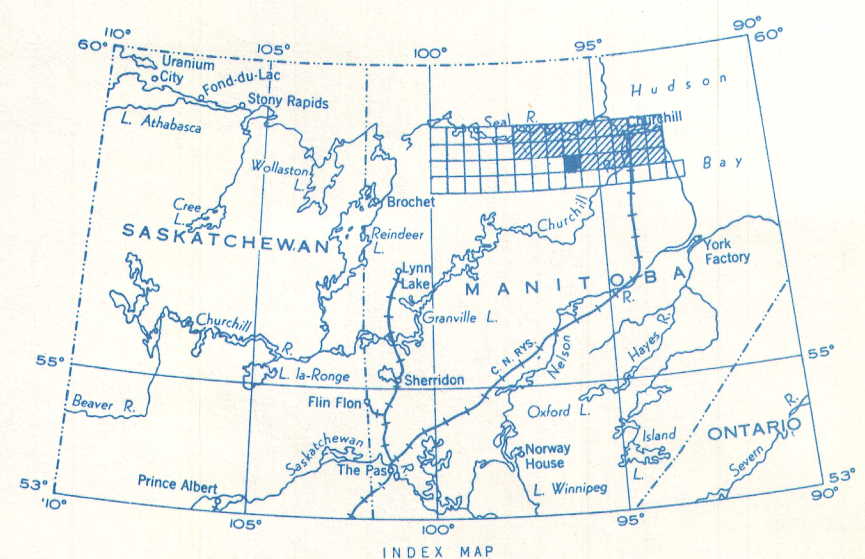 110°
60°
105°
100°
95°
90°
60°
Uranium
City
Fond-du-Lac
Stony Rapids
L. Athabasca
Hudson
Seal R.
Churchill
Bay
Wollaston
L.
Brochet
Cree
L.
SASKATCHEWAN
Reindeer
L.
Churchill
York
Factory
Lynn
Lake
MANITOBA
R.
Granville L.
Churchill
R.
C. N. RYS.
Nelson
Hayes R.
55°
L. la-Ronge
Sherridon
55°
Beaver R.
Flin Flon
Oxford L.
Island
L.
ONTARIO
Severn R.
Saskatchewan
R.
The Pas
Norway
House
Prince Albert
L. Winnipeg
53°
'10°
105°
100°
95°
53°
90°
INDEX MAP